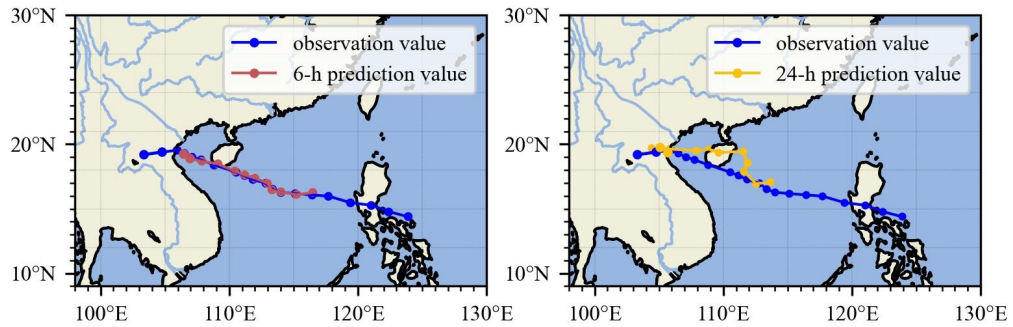 30°N
observation value
6-h prediction value
20°N
10°N
100°E
110°E
120°E
130°E
30°N
observation value
24-h prediction value
20°N
10°N
100°E
110°E
120°E
130°E